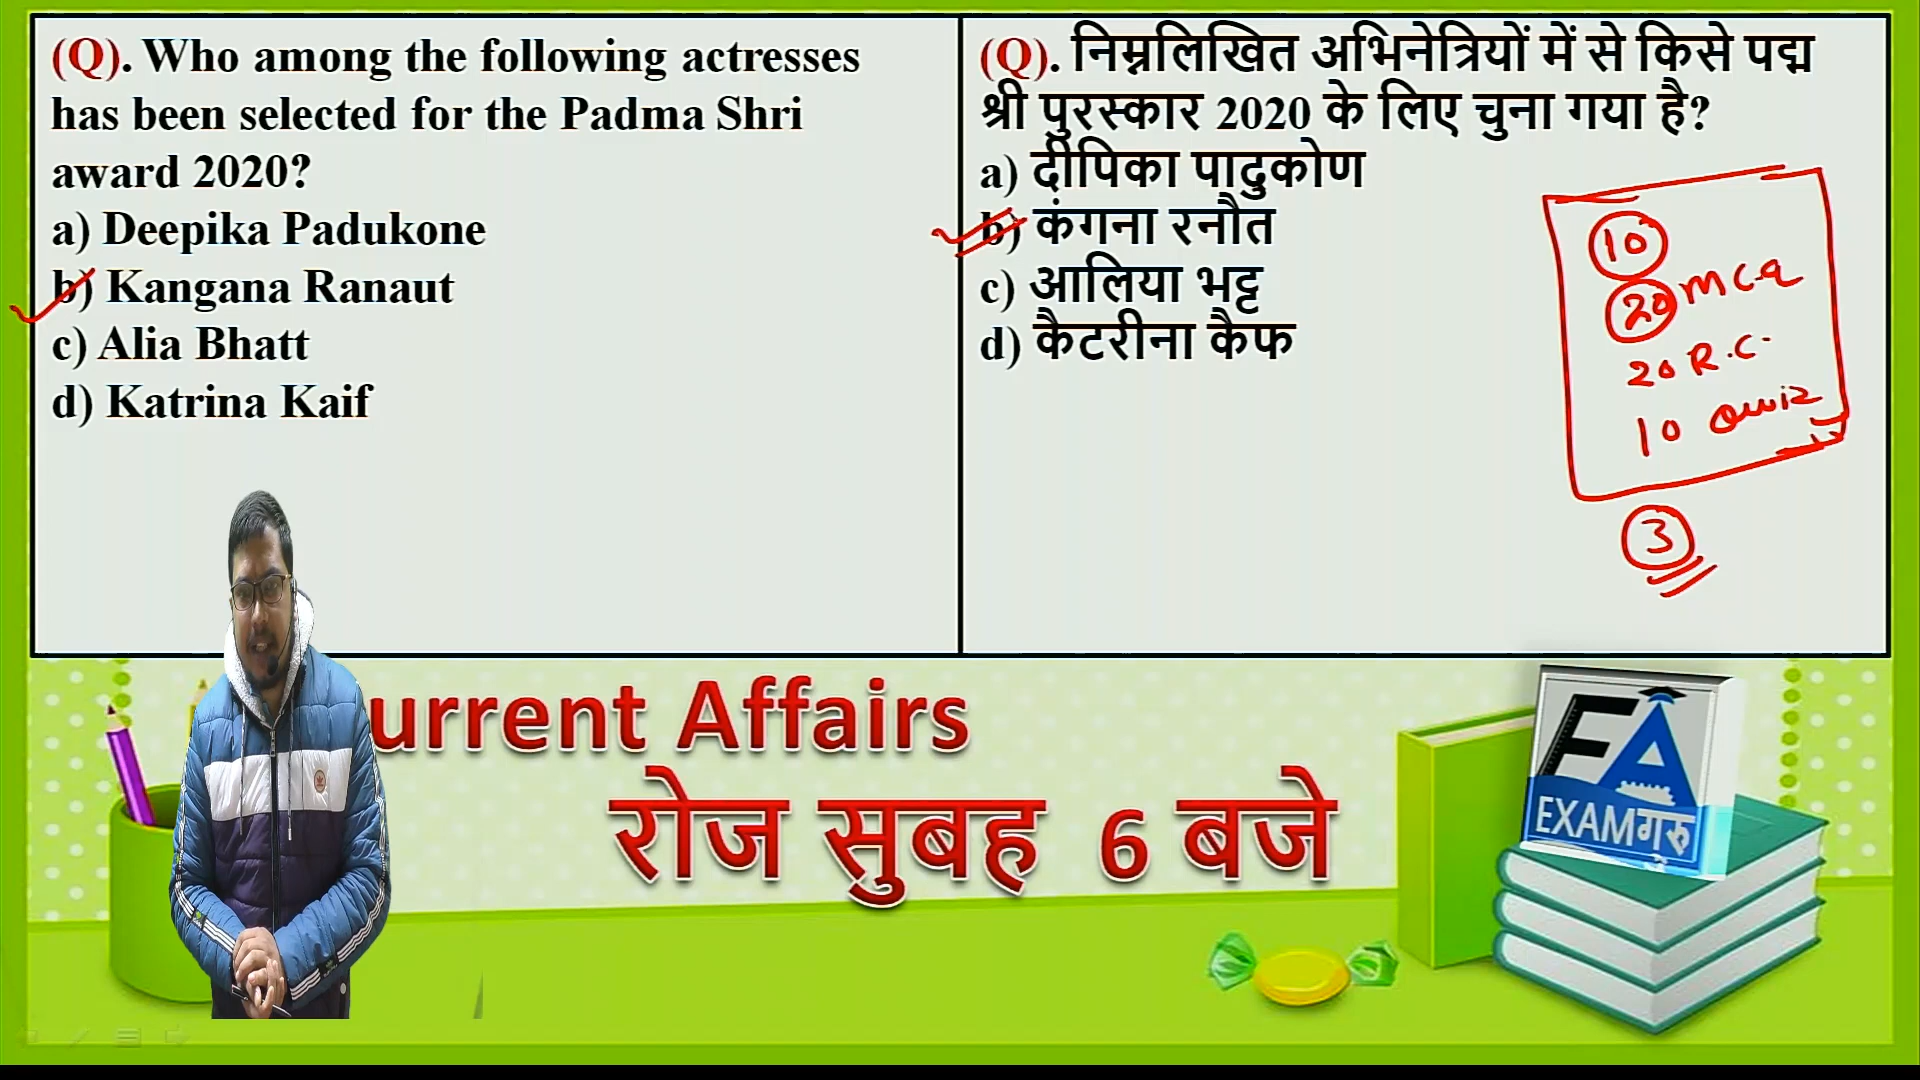 (Q). Who among the following actresses
has been selected for the Padma Shri
award 2020?
a) Deepika Padukone
b) Kangana Ranaut
c) Alia Bhatt
d) Katrina Kaif
(Q). निम्नलिखित अभिनेत्रियों में से किसे पद्म
श्री पुरस्कार 2020 के लिए चुना गया है?
a) दीपिका पादुकोण
b) कंगना रनौत
c) आलिया भट्ट
d) कैटरीना कैफ
10
20 MCQ
20 R.C.
10 Quiz
3
urrent Affairs
रोज सुबह 6 बजे
FA
EXAMगुरु